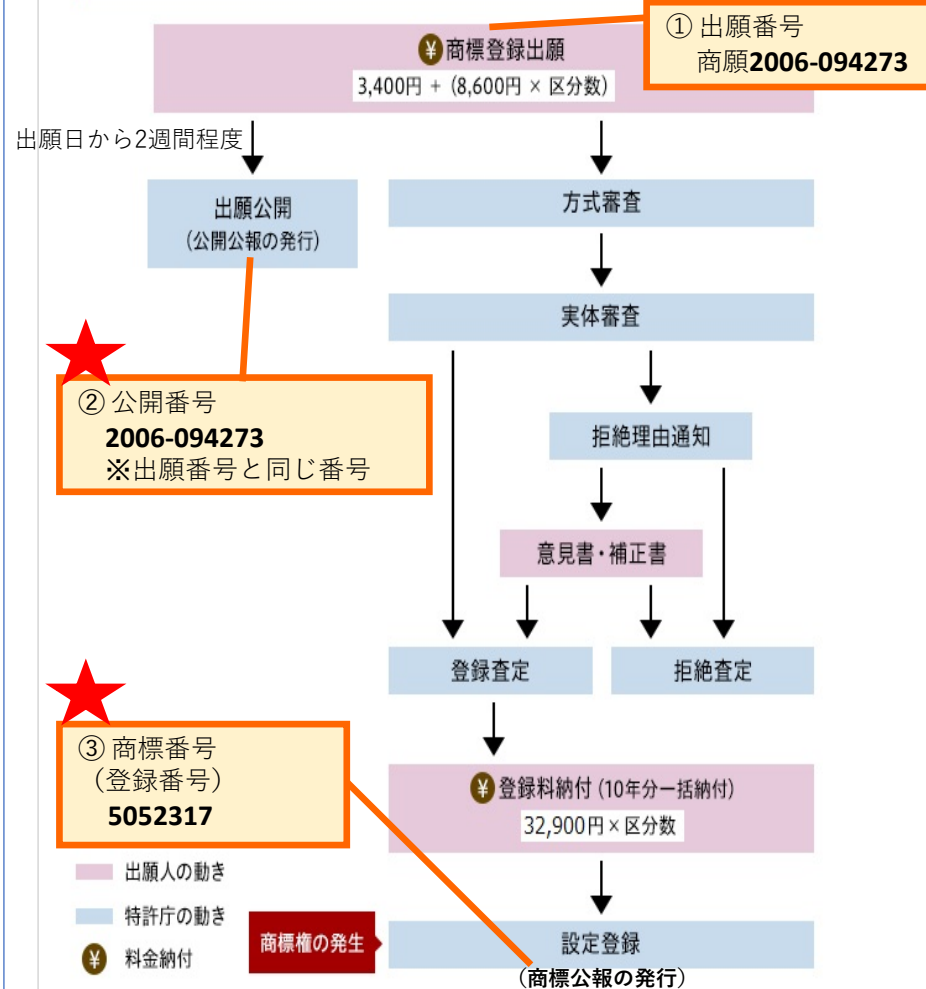 ① 出願番号
商願2006-094273
¥ 商標登録出願
3,400円 + (8,600円 × 区分数)
出願日から2週間程度
出願公開
(公開公報の発行)
方式審査
実体審査
② 公開番号
2006-094273
※出願番号と同じ番号
拒絶理由通知
意見書・補正書
登録査定
拒絶査定
③ 商標番号
(登録番号)
5052317
¥ 登録料納付 (10年分一括納付)
32,900円 × 区分数
出願人の動き
特許庁の動き
¥ 料金納付
商標権の発生
設定登録
(商標公報の発行)